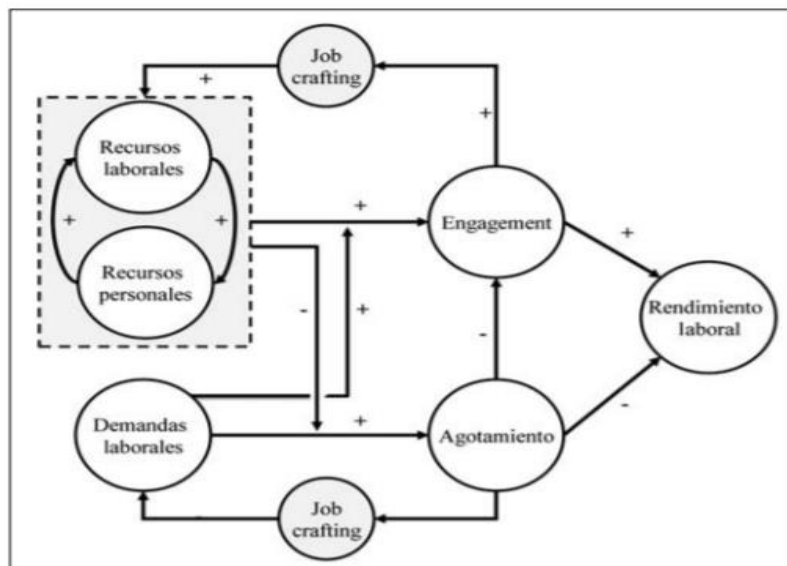 Job
crafting
+
+
Recursos
laborales
+
+
+
Engagement
+
Recursos
personales
-
+
-
Rendimiento
laboral
Demandas
laborales
+
Agotamiento
-
Job
crafting
-